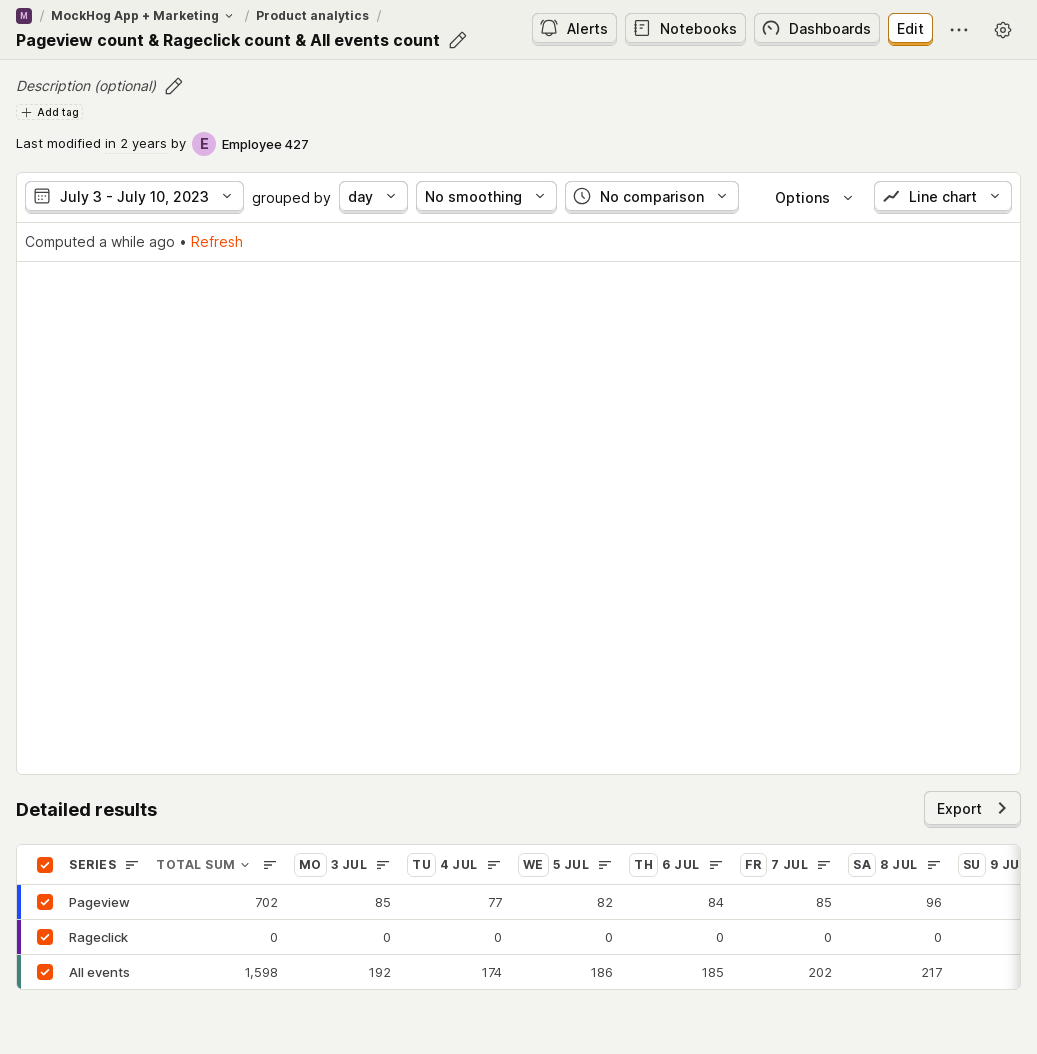 M / MockHog App + Marketing / Product analytics /
Pageview count & Rageclick count & All events count
Alerts Notebooks Dashboards Edit
Description (optional)
Add tag
Last modified in 2 years by E Employee 427
July 3 - July 10, 2023 grouped by day No smoothing No comparison Options Line chart
Computed a while ago • Refresh
Detailed results
Export
SERIES TOTAL SUM MO 3 JUL TU 4 JUL WE 5 JUL TH 6 JUL FR 7 JUL SA 8 JUL SU 9 JU
Pageview 702 85 77 82 84 85 96
Rageclick 0 0 0 0 0 0 0
All events 1,598 192 174 186 185 202 217